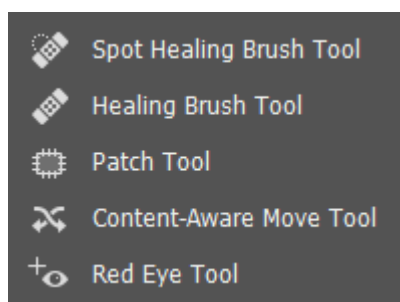 Spot Healing Brush Tool
Healing Brush Tool
Patch Tool
Content-Aware Move Tool
Red Eye Tool